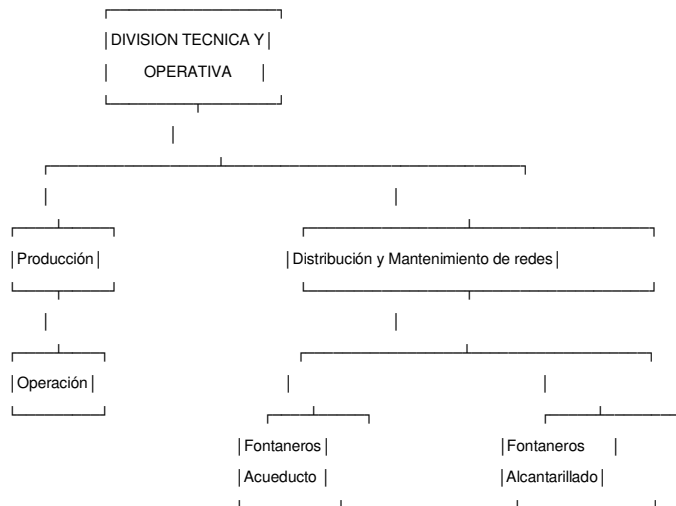 DIVISION TECNICA Y
OPERATIVA
Producción
Distribución y Mantenimiento de redes
Operación
Fontaneros
Acueducto
Fontaneros
Alcantarillado